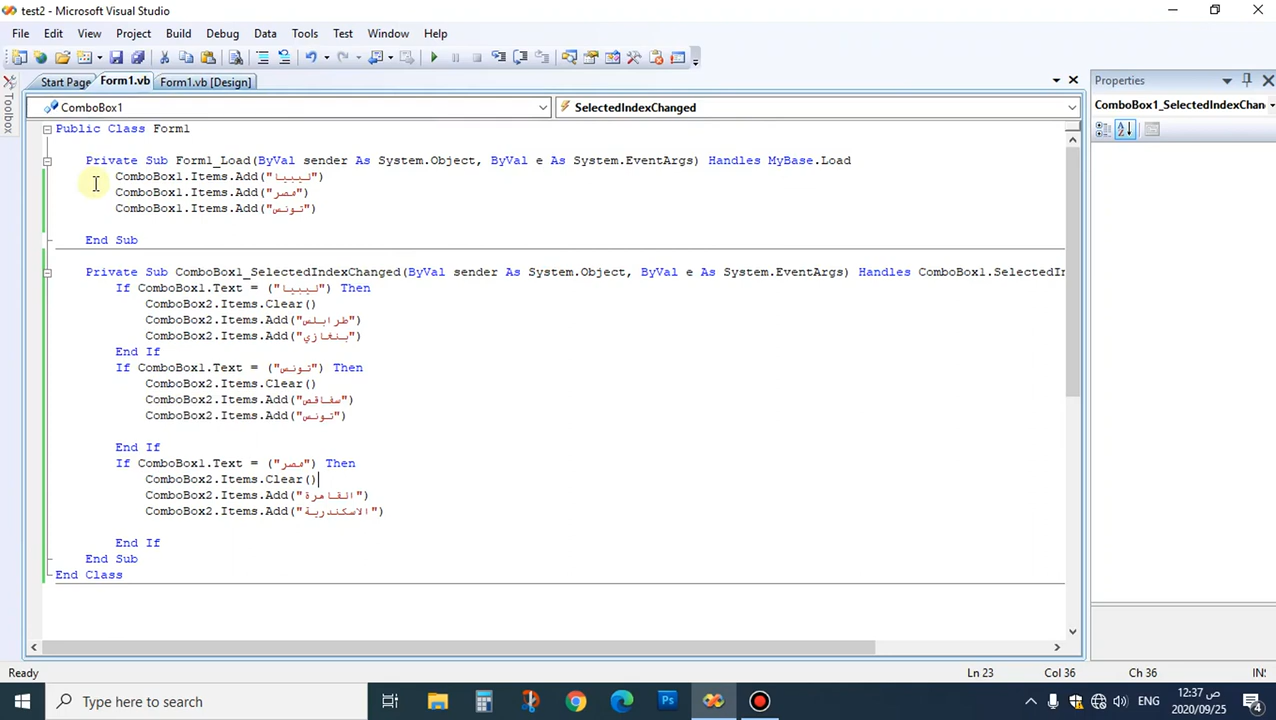 test2 - Microsoft Visual Studio
File Edit View Project Build Debug Data Tools Test Window Help
Start Page Form1.vb Form1.vb [Design]
Toolbox
ComboBox1 SelectedIndexChanged
Public Class Form1
Private Sub Form1_Load(ByVal sender As System.Object, ByVal e As System.EventArgs) Handles MyBase.Load
ComboBox1.Items.Add("ليبيا")
ComboBox1.Items.Add("مصر")
ComboBox1.Items.Add("تونس")
End Sub
Private Sub ComboBox1_SelectedIndexChanged(ByVal sender As System.Object, ByVal e As System.EventArgs) Handles ComboBox1.SelectedIn
If ComboBox1.Text = ("ليبيا") Then
ComboBox2.Items.Clear()
ComboBox2.Items.Add("طرابلس")
ComboBox2.Items.Add("بنغازي")
End If
If ComboBox1.Text = ("تونس") Then
ComboBox2.Items.Clear()
ComboBox2.Items.Add("سفاقص")
ComboBox2.Items.Add("تونس")
End If
If ComboBox1.Text = ("مصر") Then
ComboBox2.Items.Clear()
ComboBox2.Items.Add("القاهرة")
ComboBox2.Items.Add("الاسكندرية")
End If
End Sub
End Class
Properties
ComboBox1_SelectedIndexChan
Ready Ln 23 Col 36 Ch 36 INS
Type here to search
ENG
12:37 ص
2020/09/25
4